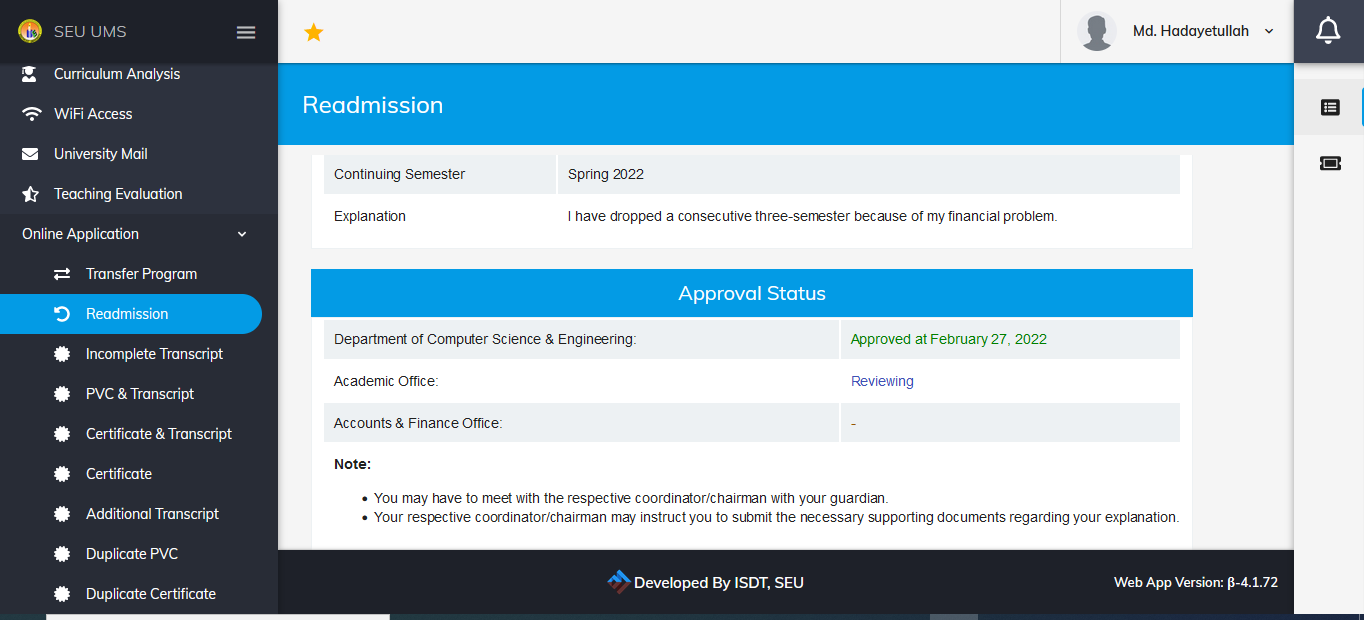 SEU UMS
Md. Hadayetullah
Curriculum Analysis
WiFi Access
University Mail
Teaching Evaluation
Online Application
Transfer Program
Readmission
Incomplete Transcript
PVC & Transcript
Certificate & Transcript
Certificate
Additional Transcript
Duplicate PVC
Duplicate Certificate
Readmission
Continuing Semester Spring 2022
Explanation I have dropped a consecutive three-semester because of my financial problem.
Approval Status
Department of Computer Science & Engineering: Approved at February 27, 2022
Academic Office: Reviewing
Accounts & Finance Office: -
Note:
• You may have to meet with the respective coordinator/chairman with your guardian.
• Your respective coordinator/chairman may instruct you to submit the necessary supporting documents regarding your explanation.
Developed By ISDT, SEU
Web App Version: β-4.1.72